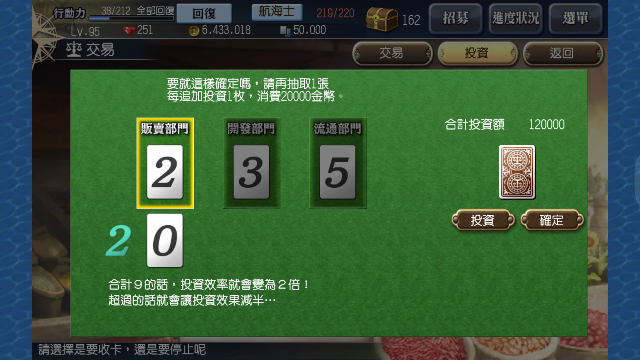 行動力 38/212 全部回復 回復 航海士 219/220 162 招募 進度狀況 選單
Lv.95 251 6.433.018 50.000
交易 交易 投資 返回
要就這樣確定嗎，請再抽取1張
每追加投資1枚，消費20000金幣。
販賣部門 開發部門 流通部門
合計投資額 120000
2 3 5
投資 確定
2 0
合計９的話，投資效率就會變為２倍！
超過的話就會讓投資效果減半…
請選擇是要收卡，還是要停止呢